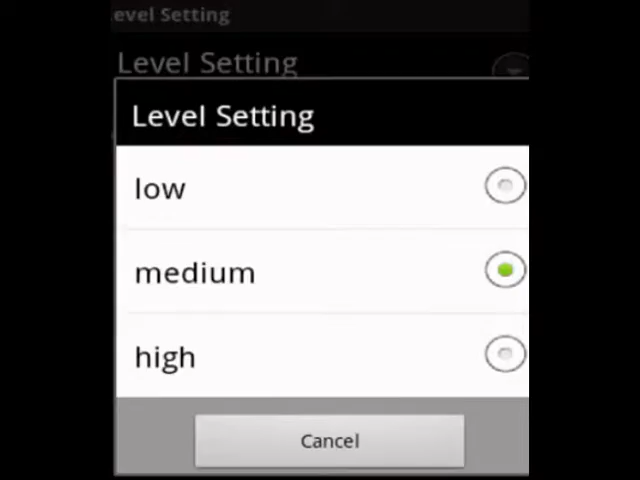 evel Setting
Level Setting
Level Setting
low
medium
high
Cancel